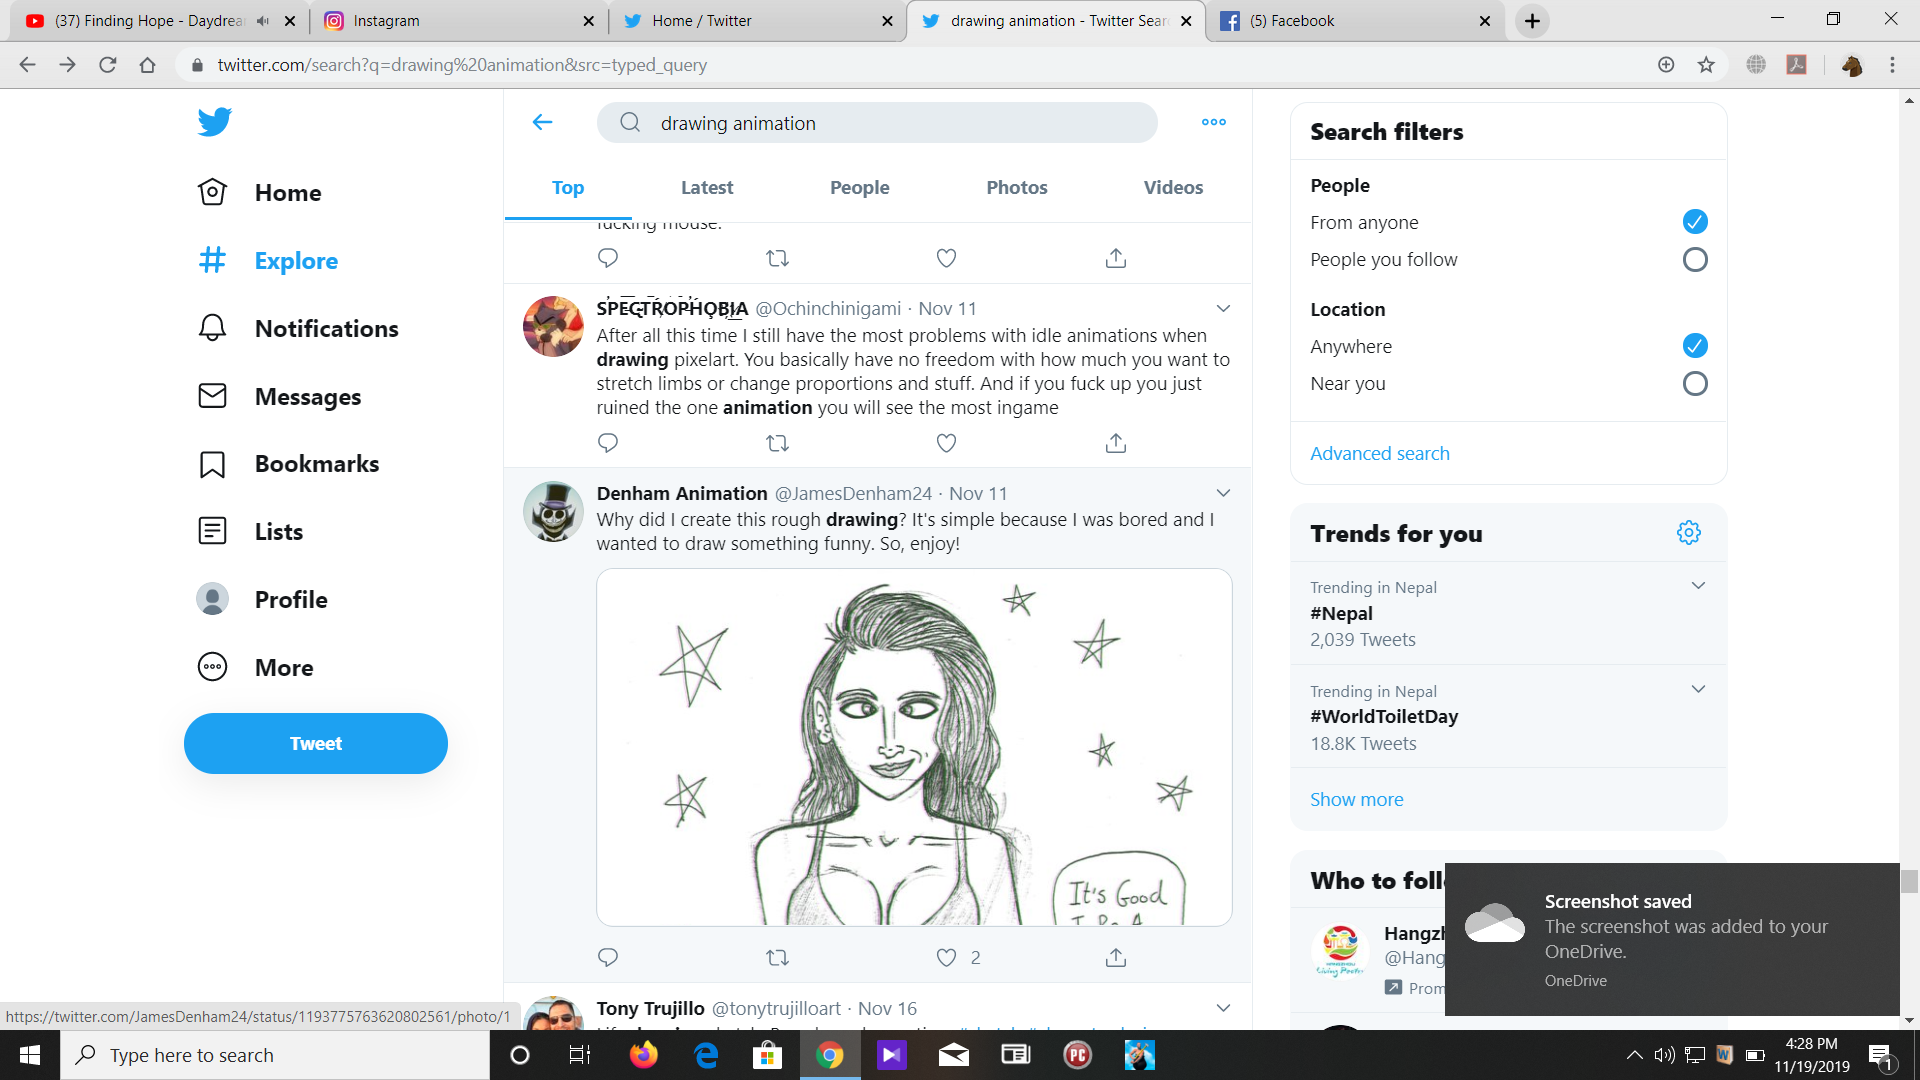 (37) Finding Hope - Daydrea
Instagram
Home / Twitter
drawing animation - Twitter Sear
(5) Facebook
twitter.com/search?q=drawing%20animation&src=typed_query
drawing animation
Top
Latest
People
Photos
Videos
Home
Explore
Notifications
Messages
Bookmarks
Lists
Profile
More
Tweet
fucking mouse.
SPECTROPHOBIA @Ochinchinigami · Nov 11
After all this time I still have the most problems with idle animations when
drawing pixelart. You basically have no freedom with how much you want to
stretch limbs or change proportions and stuff. And if you fuck up you just
ruined the one animation you will see the most ingame
Denham Animation @JamesDenham24 · Nov 11
Why did I create this rough drawing? It's simple because I was bored and I
wanted to draw something funny. So, enjoy!
It's Good
2
Tony Trujillo @tonytrujilloart · Nov 16
Search filters
People
From anyone
People you follow
Location
Anywhere
Near you
Advanced search
Trends for you
Trending in Nepal
#Nepal
2,039 Tweets
Trending in Nepal
#WorldToiletDay
18.8K Tweets
Show more
Who to foll
Hangzh
@Hang
Prom
Screenshot saved
The screenshot was added to your
OneDrive.
OneDrive
https://twitter.com/JamesDenham24/status/1193775763620802561/photo/1
Type here to search
4:28 PM
11/19/2019
1